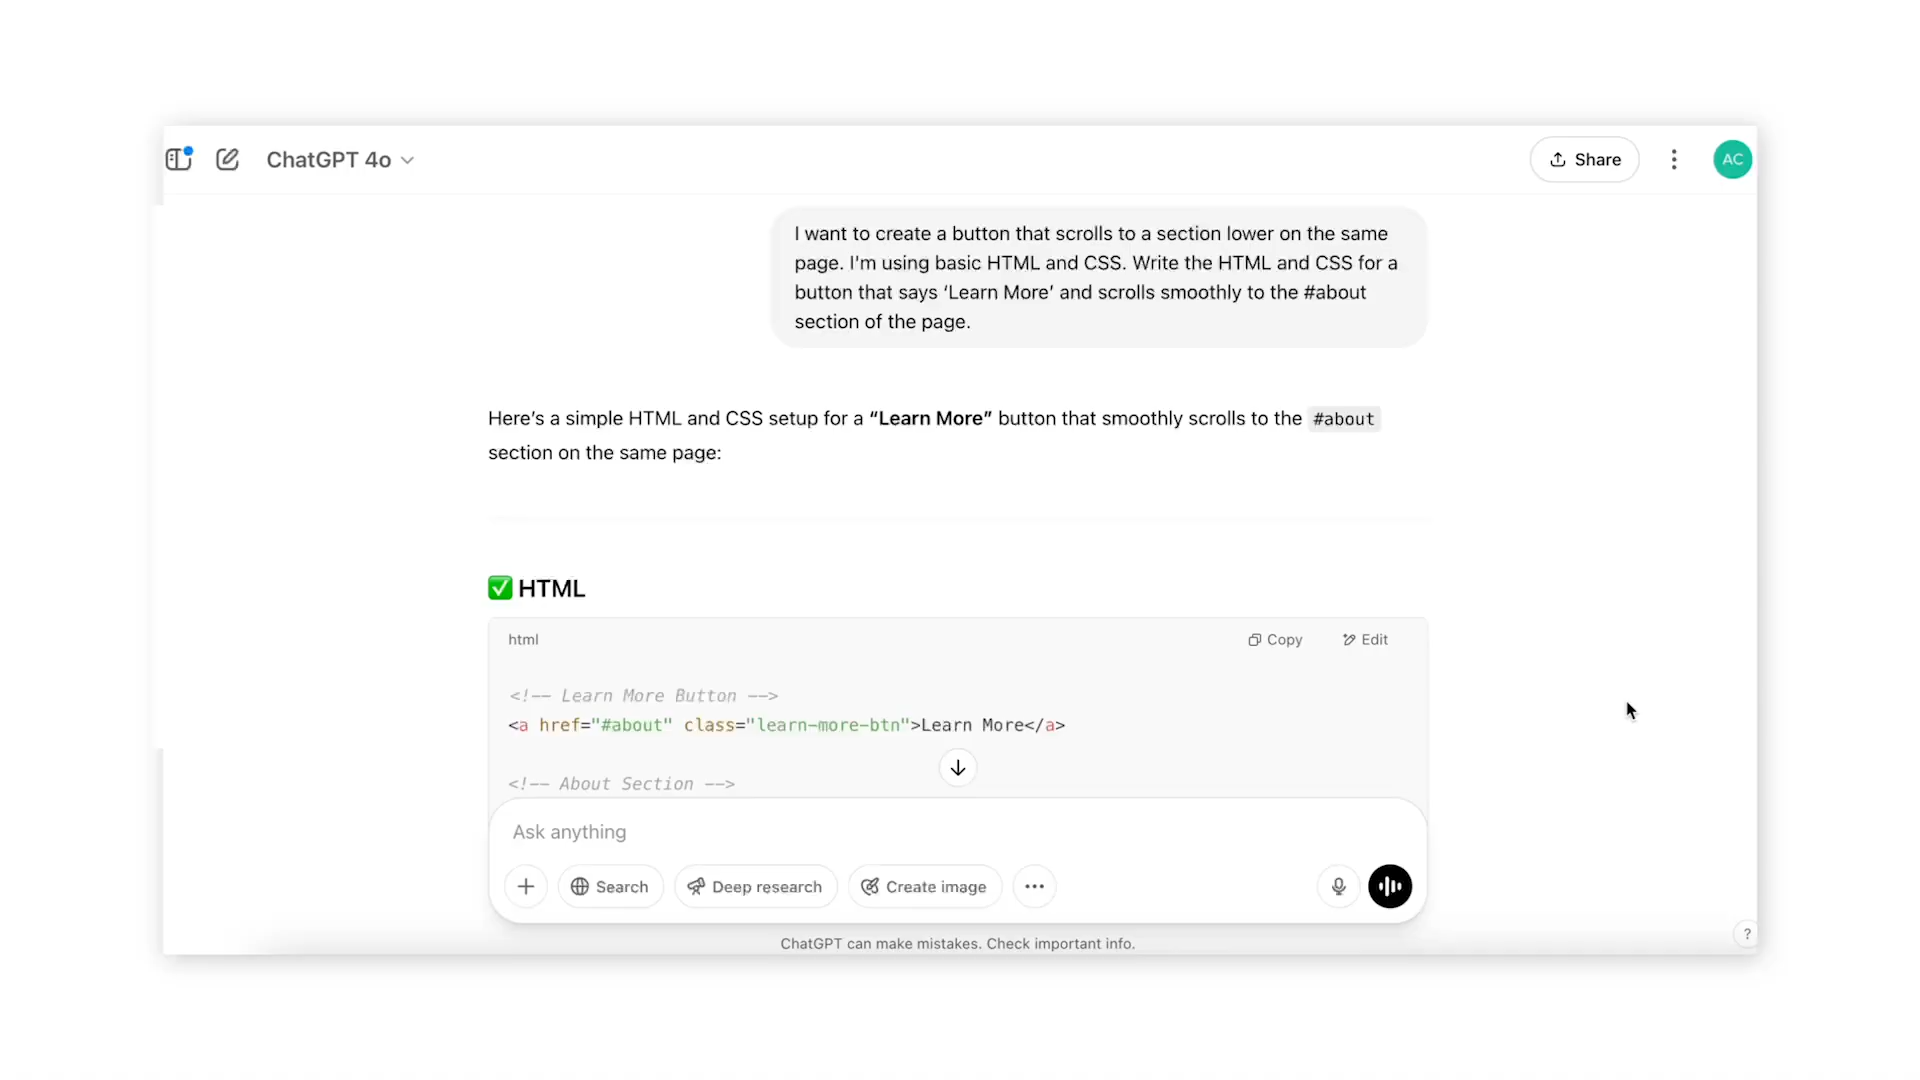 ChatGPT 4o
Share
AC
I want to create a button that scrolls to a section lower on the same
page. I'm using basic HTML and CSS. Write the HTML and CSS for a
button that says ‘Learn More’ and scrolls smoothly to the #about
section of the page.
Here’s a simple HTML and CSS setup for a “Learn More” button that smoothly scrolls to the #about
section on the same page:
✅ HTML
html
Copy
Edit
<!-- Learn More Button -->
<a href="#about" class="learn-more-btn">Learn More</a>
<!-- About Section -->
Ask anything
Search
Deep research
Create image
ChatGPT can make mistakes. Check important info.
?